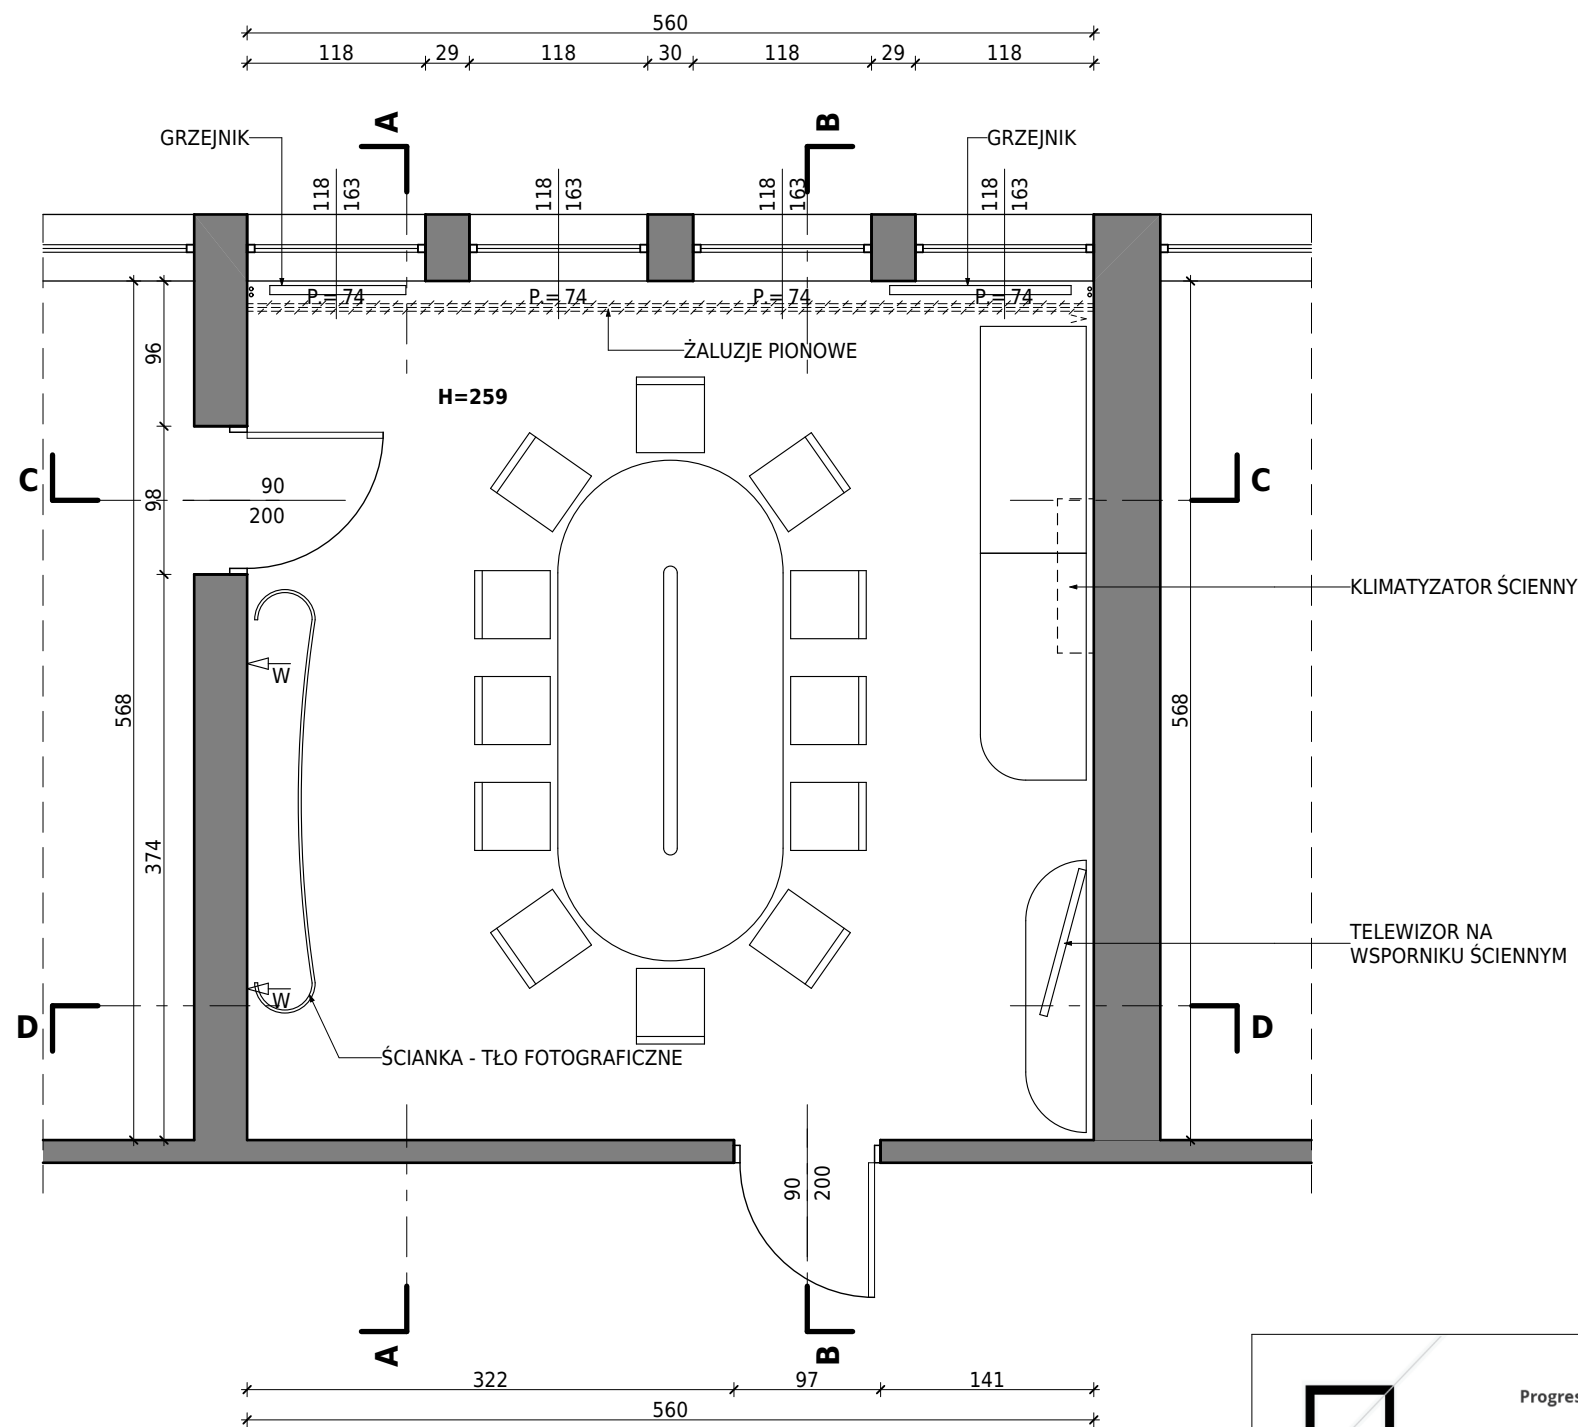 560
118 29 118 30 118 29 118
A B
GRZEJNIK GRZEJNIK
118 163 118 163 118 163 118 163
P.= 74 P.= 74 P.= 74 P.= 74
ŻALUZJE PIONOWE
96
H=259
C C
90
200
98
KLIMATYZATOR ŚCIENNY
W
568 568
374
TELEWIZOR NA
WSPORNIKU ŚCIENNYM
W
D D
ŚCIANKA - TŁO FOTOGRAFICZNE
90 200
A B
322 97 141
560